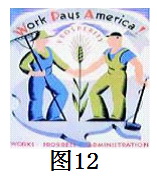 Work Pays America!
PROSPERITY
WORKS PROGRESS ADMINISTRATION
图12